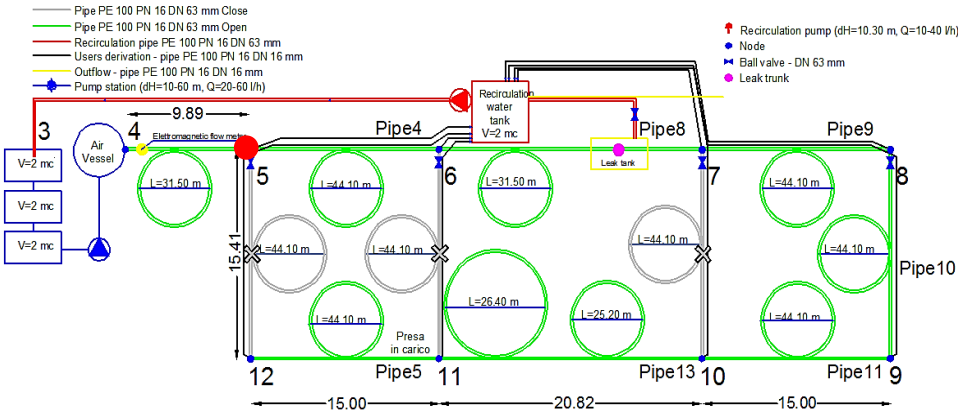 Pipe PE 100 PN 16 DN 63 mm Close
Pipe PE 100 PN 16 DN 63 mm Open
Recirculation pipe PE 100 PN 16 DN 63 mm
Users derivation - pipe PE 100 PN 16 DN 16 mm
Outflow - pipe PE 100 PN 16 DN 16 mm
Pump station (dH=10-60 m, Q=20-60 l/h)
Recirculation pump (dH=10.30 m, Q=10-40 l/h)
Node
Ball valve - DN 63 mm
Leak trunk
9.89
3
4
Eletromagnetic flow meter
Pipe4
Recirculation
water
tank
V=2 mc
Pipe8
Pipe9
Air
Vessel
V=2 mc
V=2 mc
V=2 mc
5
6
Leak tank
7
8
L=31.50 m
L=44.10 m
L=31.50 m
L=44.10 m
15.41
L=44.10 m
L=44.10 m
L=44.10 m
L=44.10 m
Pipe10
L=44.10 m
L=26.40 m
L=25.20 m
L=44.10 m
Presa
in carico
12
Pipe5
11
Pipe13
10
Pipe11
9
15.00
20.82
15.00